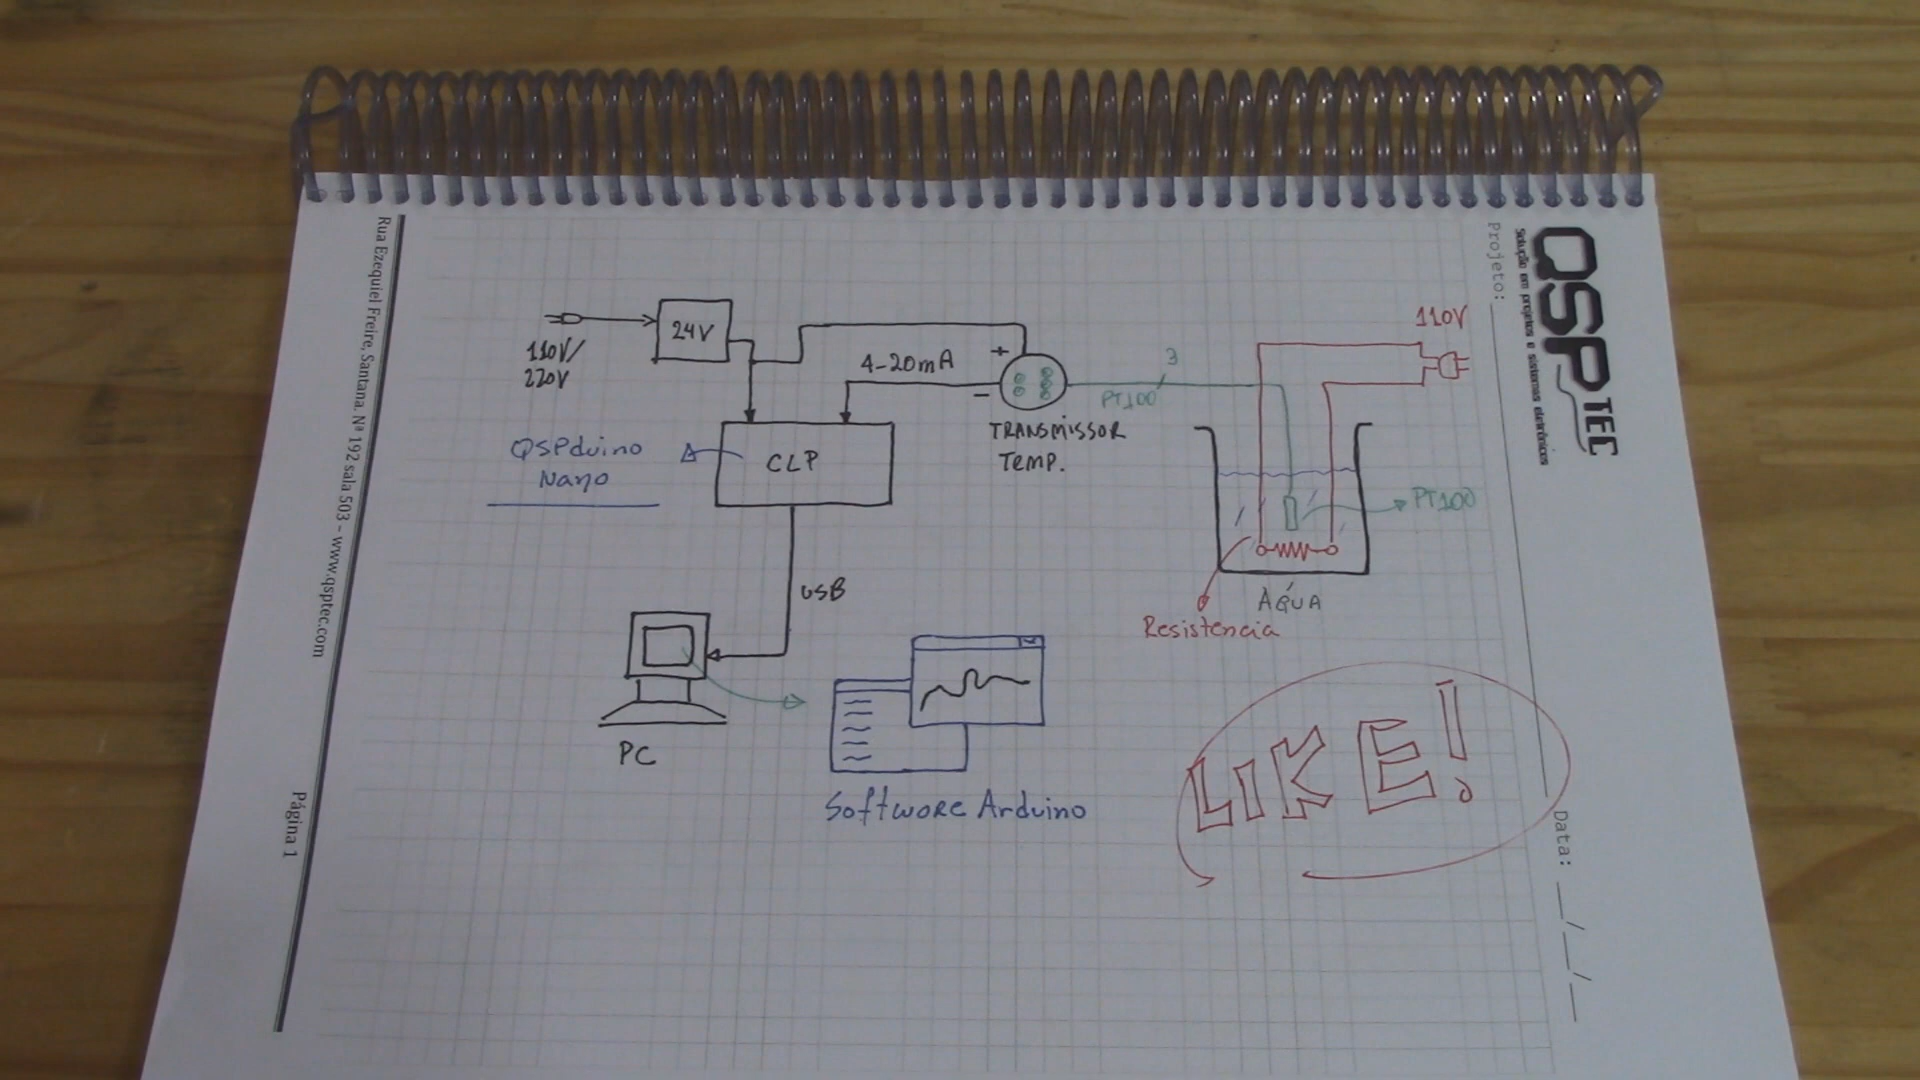 110V/
220V
24V
4-20mA
+
-
3
PT100
110V
TRANSMISSOR
TEMP.
QSPduino
Nano
CLP
PT100
USB
ÁGUA
Resistencia
PC
Software Arduino
LIKE!
QSPTEC
Solução em projetos e sistemas eletrônicos
Projeto: Data: __/__/__
Rua Ezequiel Freire, Santana. Nº 192 sala 503 - www.qsptec.com
Página 1